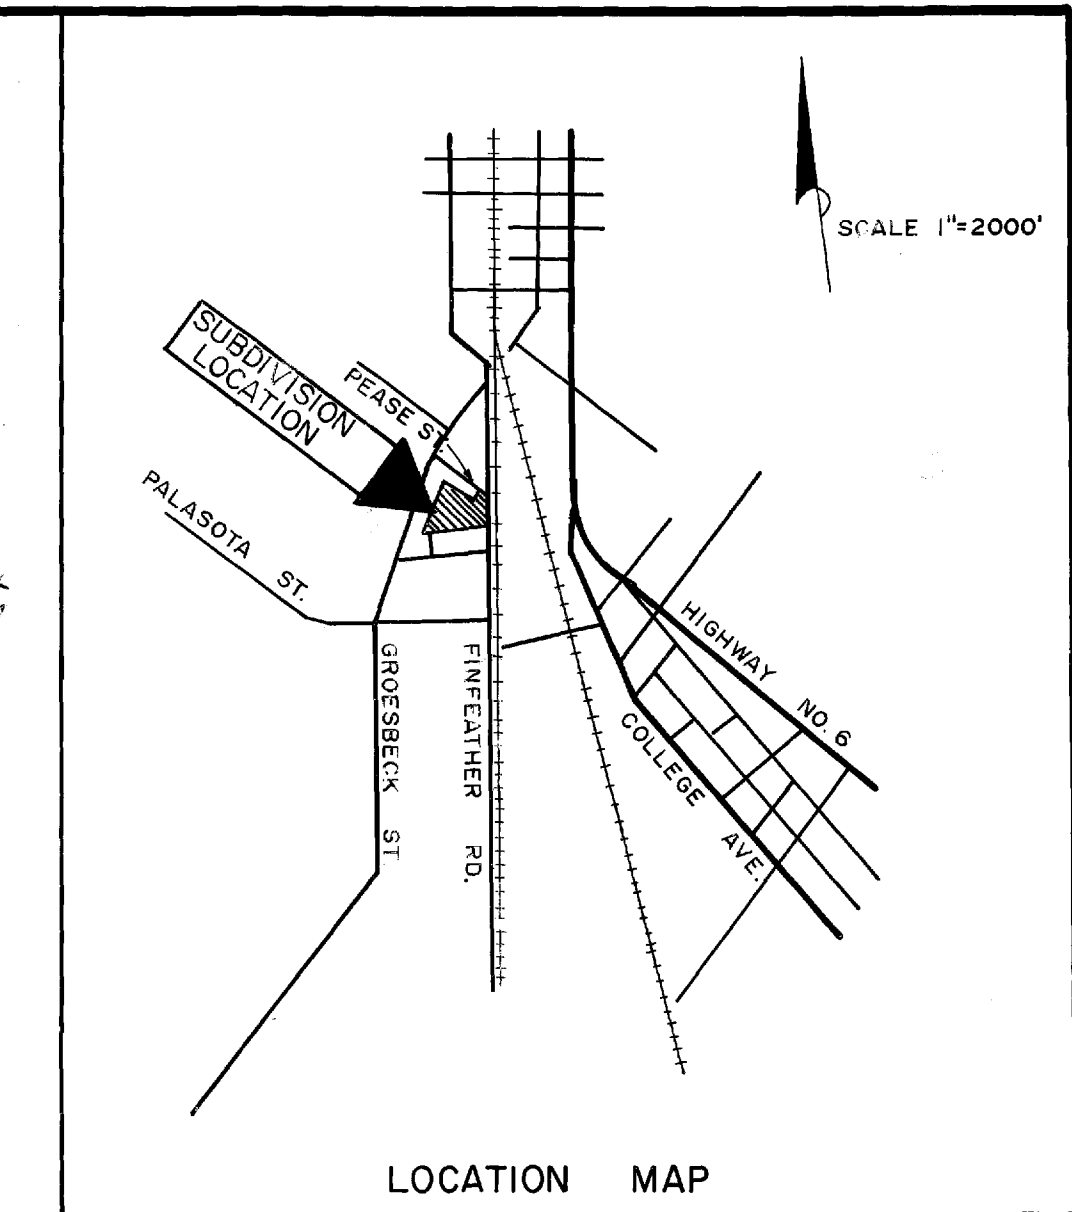 SCALE 1"=2000'
SUBDIVISION
LOCATION
PEASE ST.
PALASOTA ST.
GROESBECK ST
FINFEATHER RD.
HIGHWAY NO. 6
COLLEGE AVE.
LOCATION MAP